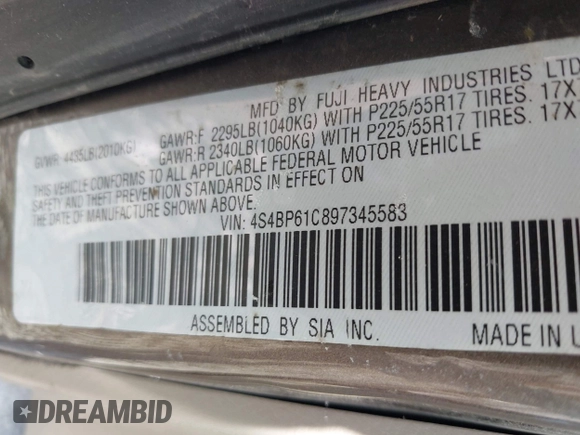 MFD BY FUJI HEAVY INDUSTRIES LTD
GVWR 4435LB(2010KG) GAWR:F 2295LB(1040KG) WITH P225/55R17 TIRES. 17X
GAWR:R 2340LB(1060KG) WITH P225/55R17 TIRES. 17X
THIS VEHICLE CONFORMS TO ALL APPLICABLE FEDERAL MOTOR VEHICLE
SAFETY AND THEFT PREVENTION STANDARDS IN EFFECT ON
THE DATE OF MANUFACTURE SHOWN ABOVE.
VIN: 4S4BP61C897345583
ASSEMBLED BY SIA INC.
MADE IN U
DREAMBID